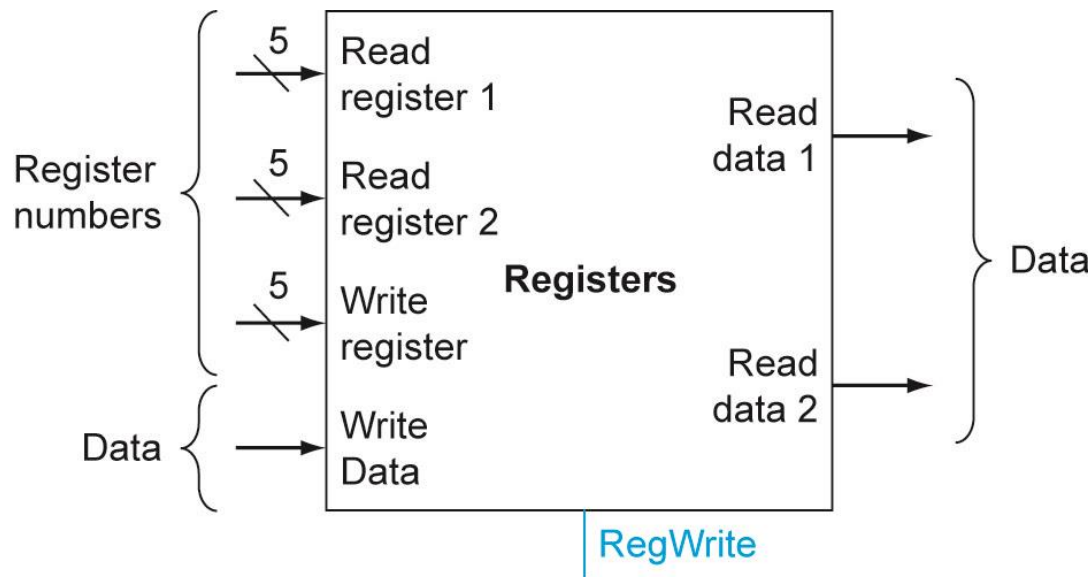 Register
numbers
5
Read
register 1
5
Read
register 2
5
Write
register
Data
Write
Data
Registers
Read
data 1
Read
data 2
Data
RegWrite